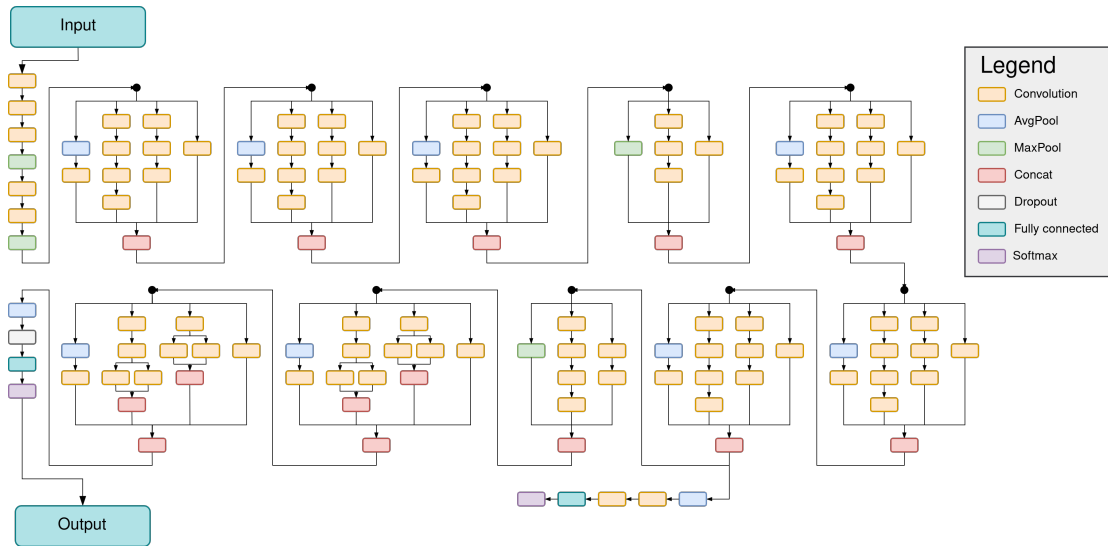 Input
Legend
Convolution
AvgPool
MaxPool
Concat
Dropout
Fully connected
Softmax
Output